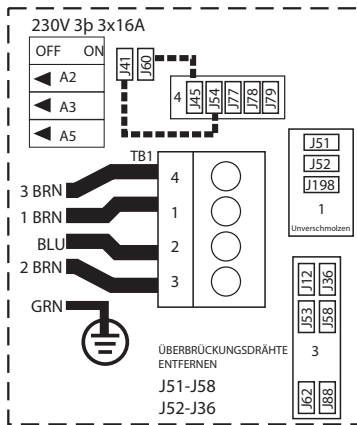 230V 3þ 3x16A
OFF ON
A2
A3
A5
J41
J60
4
J45
J54
J77
J78
J79
J51
J52
J198
1
Unverschmolzen
TB1
3 BRN
4
1 BRN
1
BLU
2
2 BRN
3
GRN
J12
J36
J53
J58
3
J62
J88
ÜBERBRÜCKUNGSDRÄHTE
ENTFERNEN
J51-J58
J52-J36